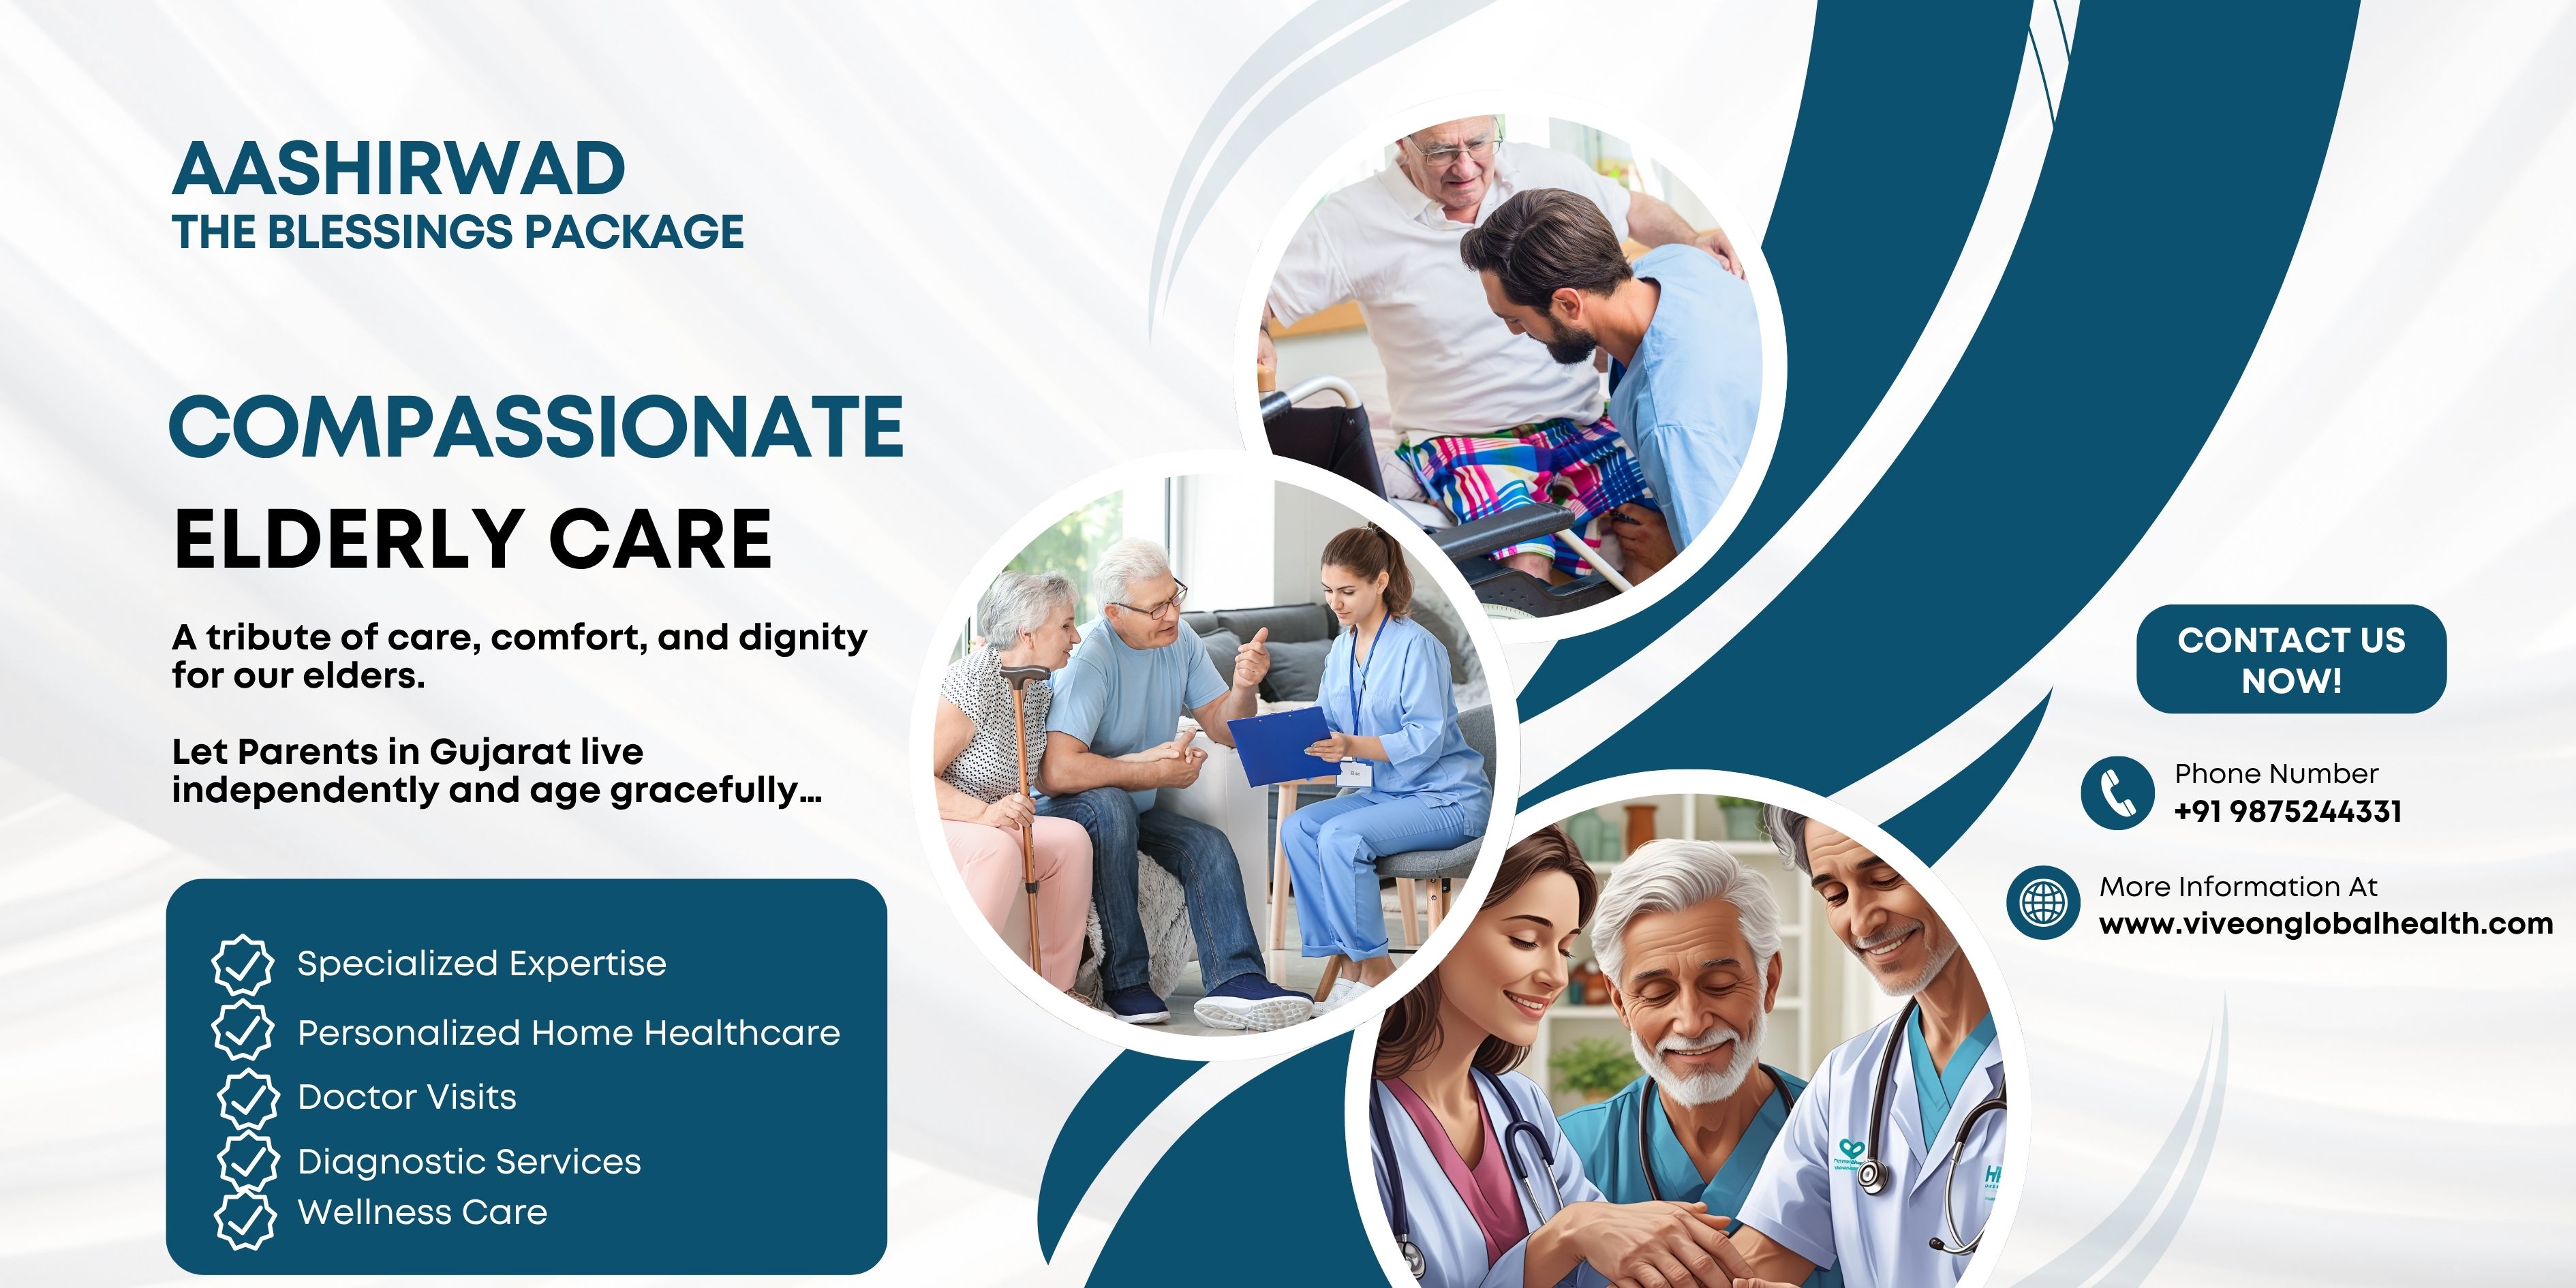 AASHIRWAD
THE BLESSINGS PACKAGE
COMPASSIONATE
ELDERLY CARE
A tribute of care, comfort, and dignity
for our elders.
Let Parents in Gujarat live
independently and age gracefully...
Specialized Expertise
Personalized Home Healthcare
Doctor Visits
Diagnostic Services
Wellness Care
CONTACT US
NOW!
Phone Number
+91 9875244331
More Information At
www.viveonglobalhealth.com